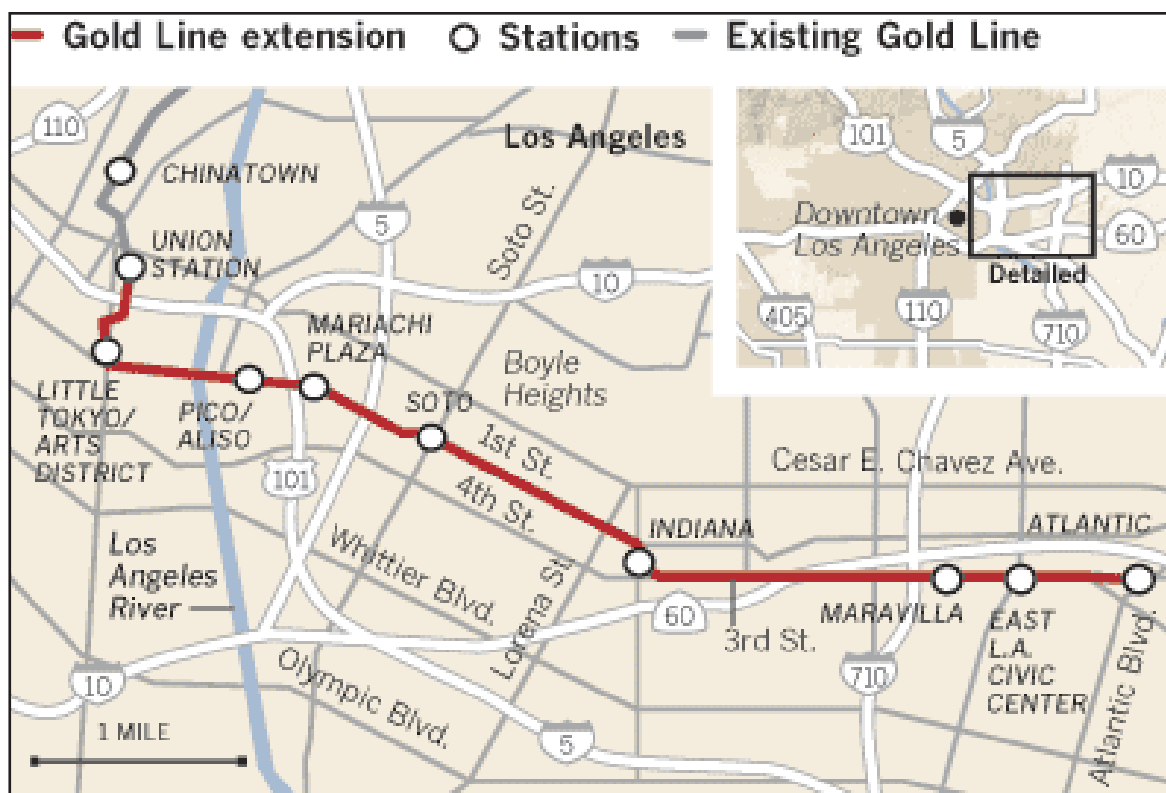 Gold Line extension
Stations
Existing Gold Line
110
CHINATOWN
Los Angeles
5
Soto St.
UNION
STATION
10
MARIACHI
PLAZA
101
5
10
Downtown
Los Angeles
60
Detailed
405
110
710
LITTLE
TOKYO/
ARTS
DISTRICT
PICO/
ALISO
SOTO
Boyle
Heights
1st St.
4th St.
101
Cesar E. Chavez Ave.
INDIANA
ATLANTIC
Los
Angeles
River
Whittier Blvd.
Lorena St.
60
3rd St.
MARAVILLA
EAST
L.A.
CIVIC
CENTER
710
Atlantic Blvd.
Olympic Blvd.
10
5
1 MILE